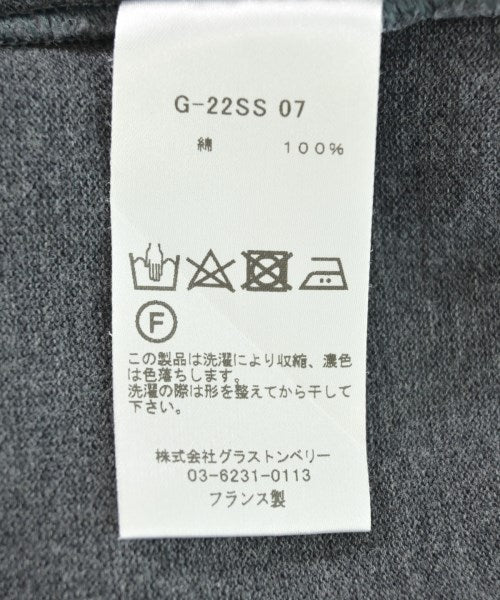 G-22SS 07
綿 100%
F
この製品は洗濯により収縮、濃色
は色落ちします。
洗濯の際は形を整えてから干して
下さい。
株式会社グラストンベリー
03-6231-0113
フランス製